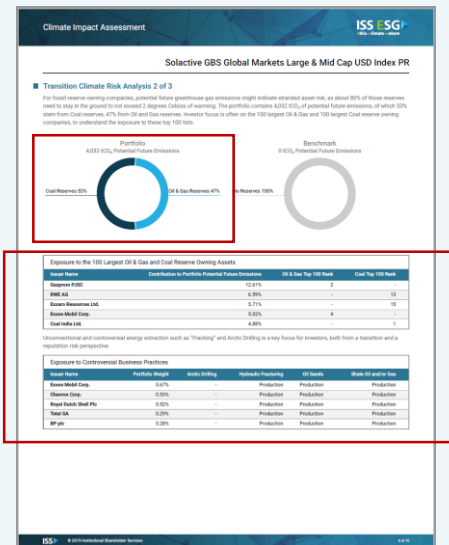 Climate Impact Assessment
ISS ESG
Solactive GBS Global Markets Large & Mid Cap USD Index PR
Transition Climate Risk Analysis 2 of 3
For fossil reserve owning companies, potential future greenhouse gas emissions might indicate stranded asset risk, as about 80% of those reserves
need to stay in the ground to not exceed 2 degrees Celsius of warming. The portfolio contains 4,032 tCO₂ of potential future emissions, of which 53%
stem from Coal reserves, 47% from Oil and Gas reserves. Investor focus is often on the 100 largest Oil & Gas and 100 largest Coal reserve owning
companies, to understand the exposure to these top 100 lists.
Portfolio
4,032 tCO₂ Potential Future Emissions
Benchmark
0 tCO₂ Potential Future Emissions
Coal Reserves 53%
Oil & Gas Reserves 47%
Reserves 100%
Exposure to the 100 Largest Oil & Gas and Coal Reserve Owning Assets
Issuer Name Contribution to Portfolio Potential Future Emissions Oil & Gas Top 100 Rank Coal Top 100 Rank
Gazprom PJSC 12.61% 2 -
RWE AG 6.59% - 13
Exxaro Resources Ltd. 5.71% - 15
Exxon Mobil Corp. 5.02% 4 -
Coal India Ltd. 4.88% - 1
Unconventional and controversial energy extraction such as "Fracking" and Arctic Drilling is a key focus for investors, both from a transition and a
reputation risk perspective.
Exposure to Controversial Business Practices
Issuer Name Portfolio Weight Arctic Drilling Hydraulic Fracturing Oil Sands Shale Oil and/or Gas
Exxon Mobil Corp. 0.67% - Production Production Production
Chevron Corp. 0.53% - Production Production Production
Royal Dutch Shell Plc 0.52% - Production Production Production
Total SA 0.29% - Production Production Production
BP plc 0.28% - Production Production Production
ISS © 2019 Institutional Shareholder Services